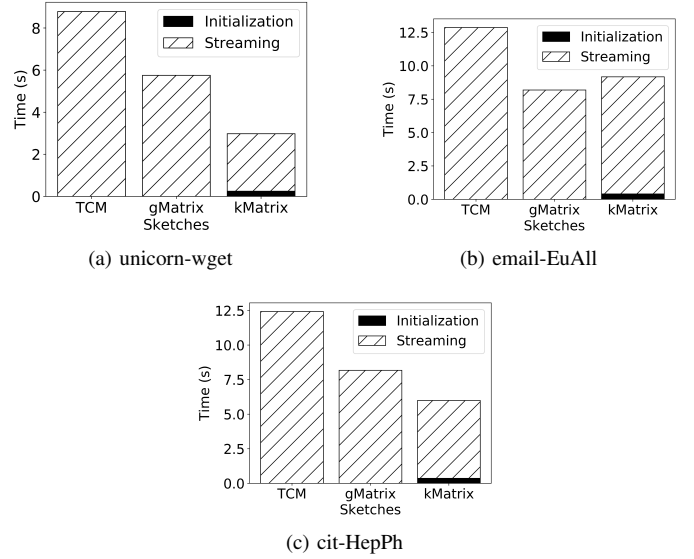 Time (s)
8
6
4
2
0
Initialization
Streaming
TCM gMatrix kMatrix
Sketches
(a) unicorn-wget
Time (s)
12.5
10.0
7.5
5.0
2.5
0.0
Initialization
Streaming
TCM gMatrix kMatrix
Sketches
(b) email-EuAll
Time (s)
12.5
10.0
7.5
5.0
2.5
0.0
Initialization
Streaming
TCM gMatrix kMatrix
Sketches
(c) cit-HepPh